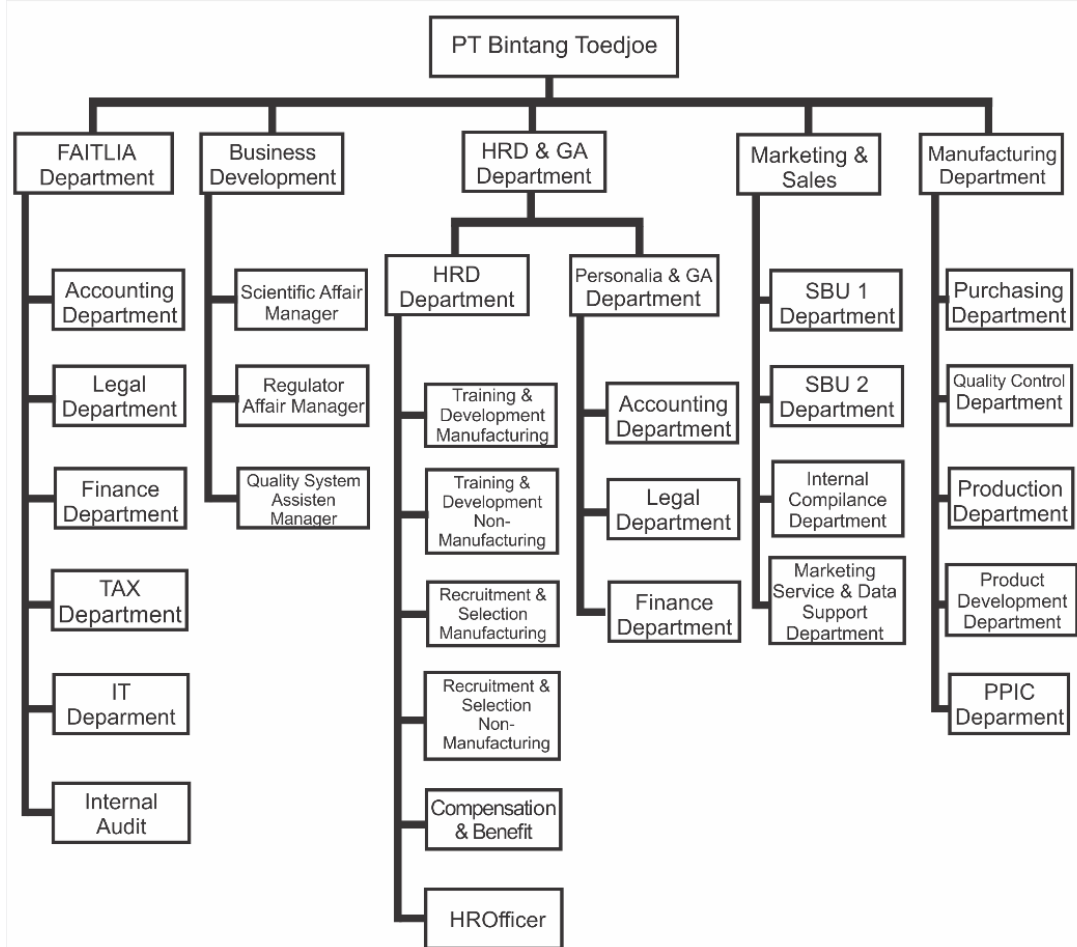 PT Bintang Toedjoe
FAITLIA
Department
Business
Development
HRD & GA
Department
Marketing &
Sales
Manufacturing
Department
Accounting
Department
Legal
Department
Finance
Department
TAX
Department
IT
Deparment
Internal
Audit
Scientific Affair
Manager
Regulator
Affair Manager
Quality System
Assisten
Manager
HRD
Department
Training &
Development
Manufacturing
Training &
Development
Non-
Manufacturing
Recruitment &
Selection
Manufacturing
Recruitment &
Selection
Non-
Manufacturing
Compensation
& Benefit
HROfficer
Personalia & GA
Department
Accounting
Department
Legal
Department
Finance
Department
SBU 1
Department
SBU 2
Department
Internal
Compilance
Department
Marketing
Service & Data
Support
Department
Purchasing
Department
Quality Control
Department
Production
Department
Product
Development
Department
PPIC
Deparment